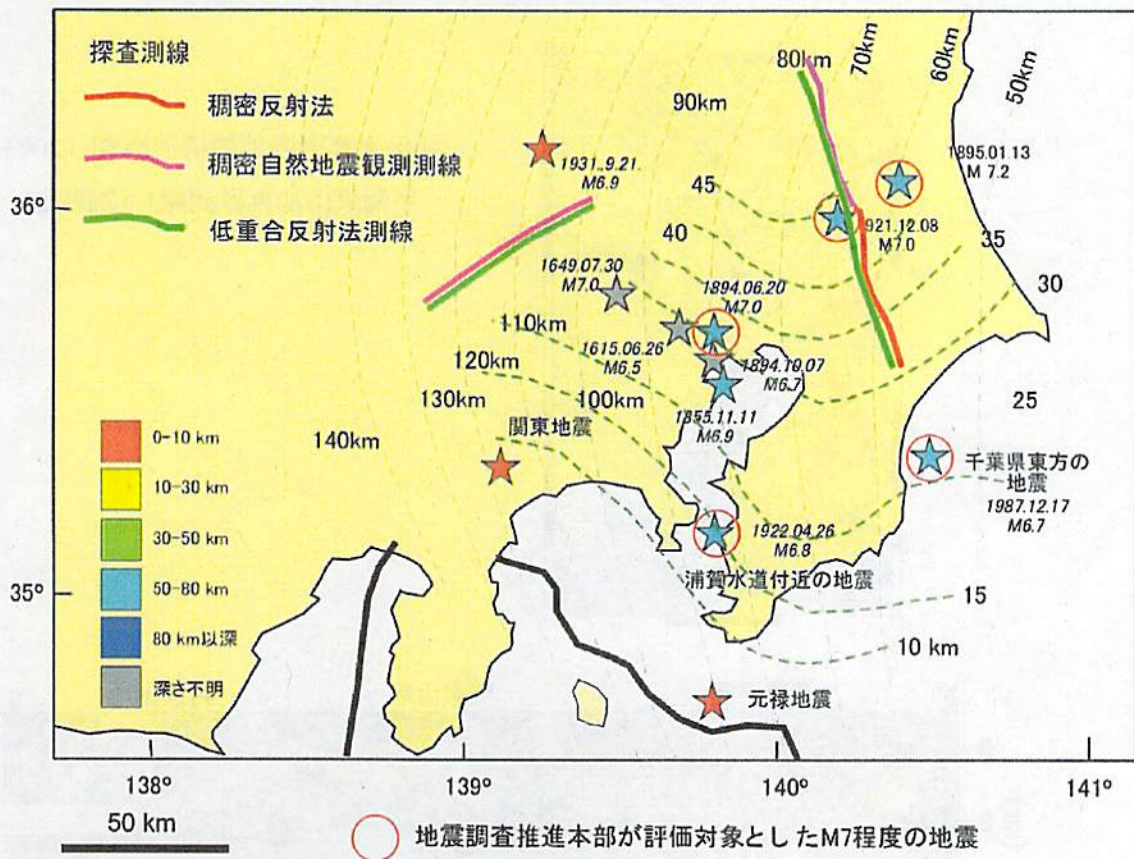 探査測線
稠密反射法
稠密自然地震観測測線
低重合反射法測線
80km
70km
60km
50km
90km
1931.9.21.
M6.9
1895.01.13
M 7.2
36°
45
921.12.08
M7.0
40
35
1649.07.30
M7.0
1894.06.20
M7.0
30
110km
1615.06.26
M6.5
1894.10.07
M6.7
120km
130km
100km
1855.11.11
M6.9
25
140km
関東地震
千葉県東方の
地震
1987.12.17
M6.7
0-10 km
10-30 km
30-50 km
50-80 km
80 km以深
深さ不明
1922.04.26
M6.8
浦賀水道付近の地震
35°
15
10 km
元禄地震
138°
139°
140°
141°
50 km
地震調査推進本部が評価対象としたM7程度の地震